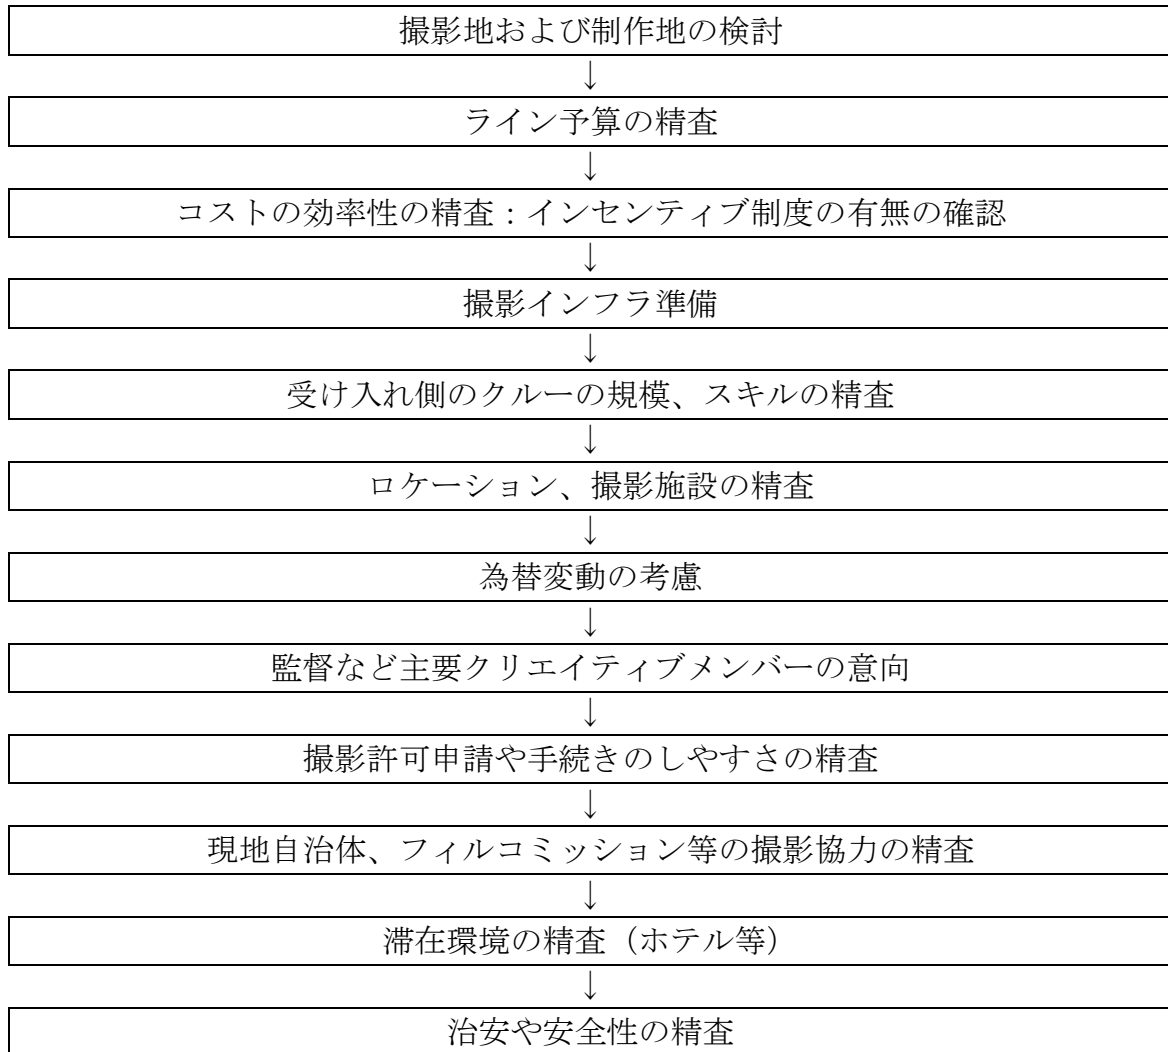 撮影地および制作地の検討
↓
ライン予算の精査
↓
コストの効率性の精査：インセンティブ制度の有無の確認
↓
撮影インフラ準備
↓
受け入れ側のクルーの規模、スキルの精査
↓
ロケーション、撮影施設の精査
↓
為替変動の考慮
↓
監督など主要クリエイティブメンバーの意向
↓
撮影許可申請や手続きのしやすさの精査
↓
現地自治体、フィルコミッション等の撮影協力の精査
↓
滞在環境の精査（ホテル等）
↓
治安や安全性の精査